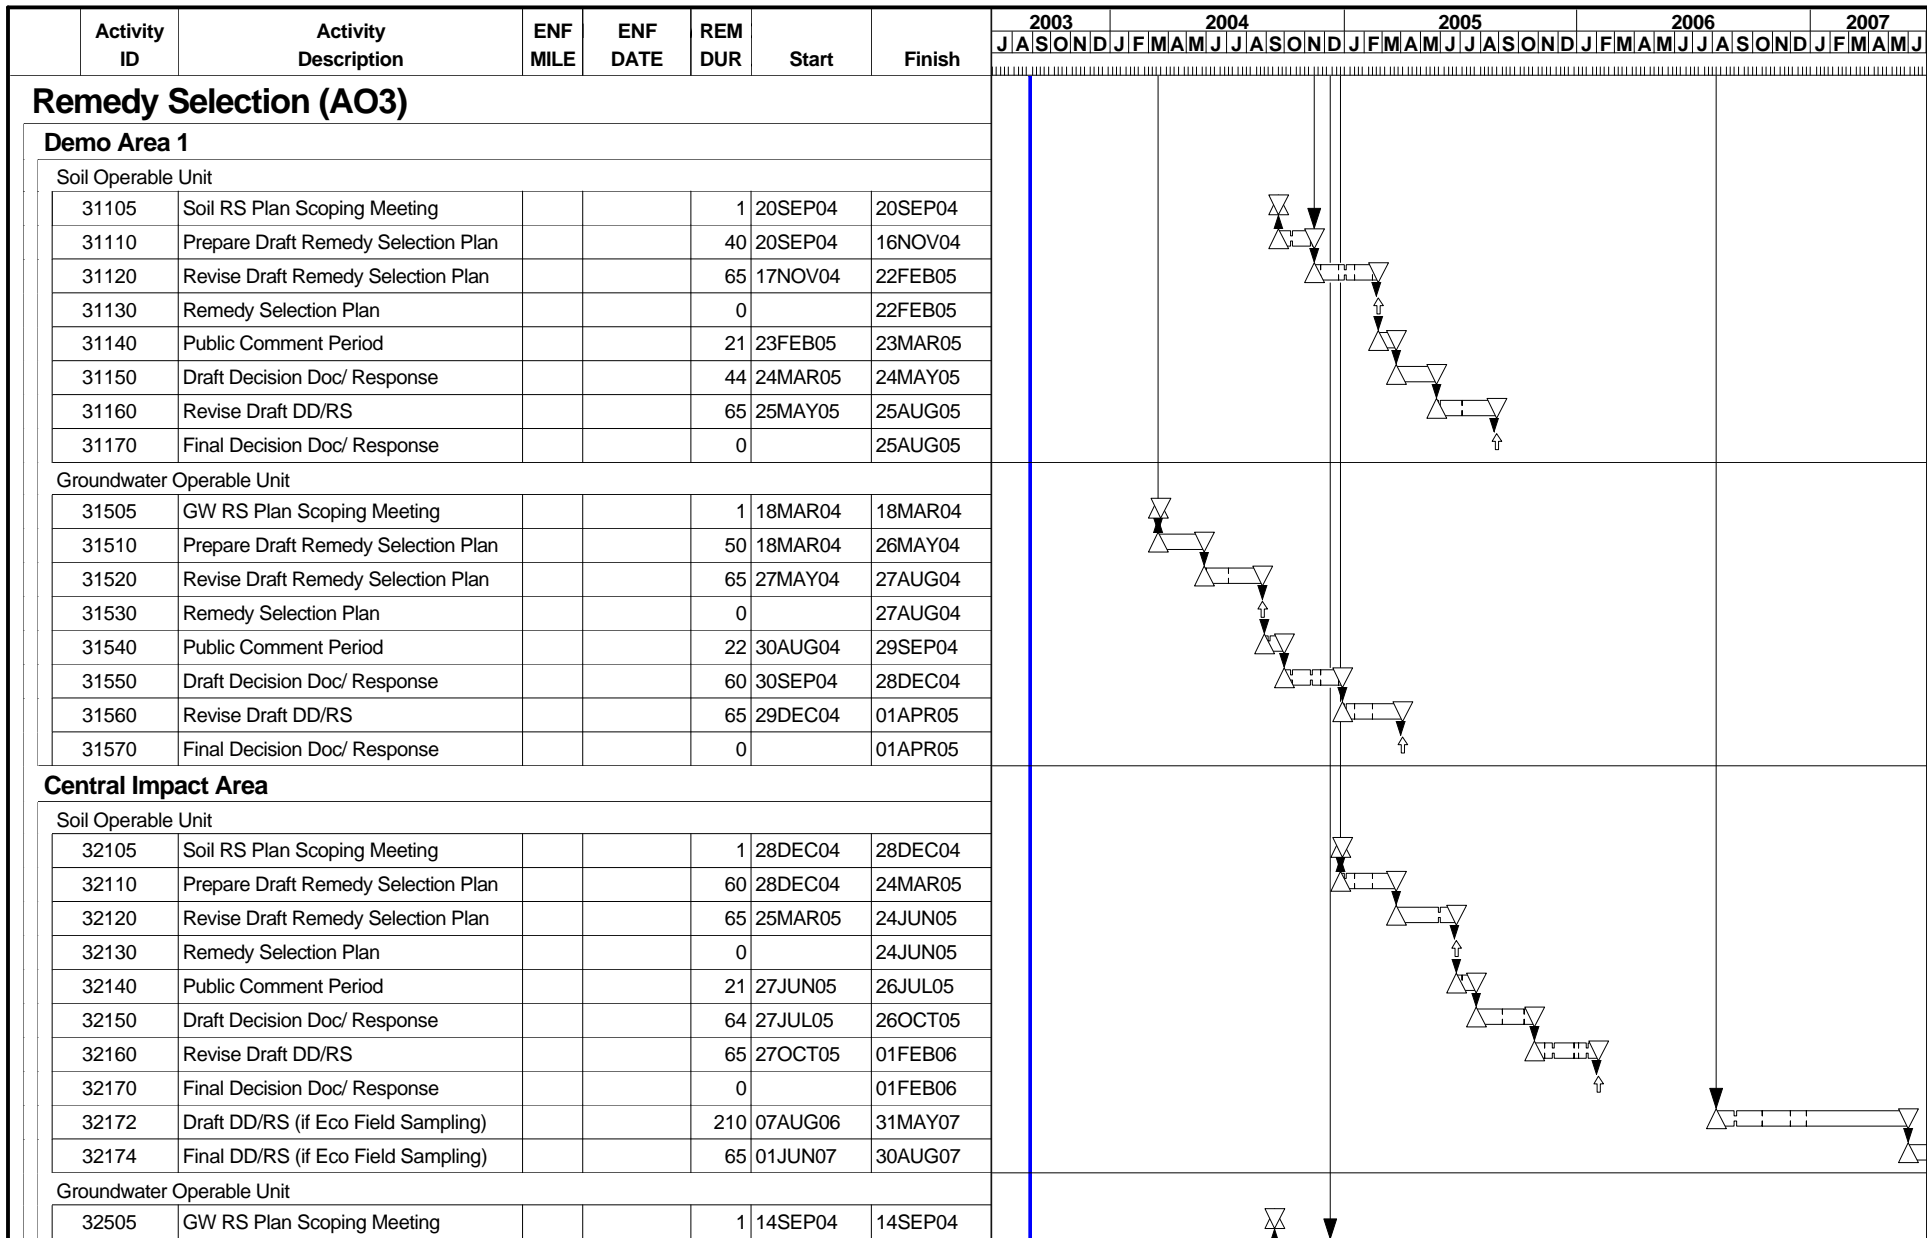 Activity ID Activity Description ENF MILE ENF DATE REM DUR Start Finish 2003 2004 2005 2006 2007
J A S O N D J F M A M J J A S O N D J F M A M J J A S O N D J F M A M J J A S O N D J F M A M J
Remedy Selection (AO3)
Demo Area 1
Soil Operable Unit
31105 Soil RS Plan Scoping Meeting 1 20SEP04 20SEP04
31110 Prepare Draft Remedy Selection Plan 40 20SEP04 16NOV04
31120 Revise Draft Remedy Selection Plan 65 17NOV04 22FEB05
31130 Remedy Selection Plan 0 22FEB05
31140 Public Comment Period 21 23FEB05 23MAR05
31150 Draft Decision Doc/ Response 44 24MAR05 24MAY05
31160 Revise Draft DD/RS 65 25MAY05 25AUG05
31170 Final Decision Doc/ Response 0 25AUG05
Groundwater Operable Unit
31505 GW RS Plan Scoping Meeting 1 18MAR04 18MAR04
31510 Prepare Draft Remedy Selection Plan 50 18MAR04 26MAY04
31520 Revise Draft Remedy Selection Plan 65 27MAY04 27AUG04
31530 Remedy Selection Plan 0 27AUG04
31540 Public Comment Period 22 30AUG04 29SEP04
31550 Draft Decision Doc/ Response 60 30SEP04 28DEC04
31560 Revise Draft DD/RS 65 29DEC04 01APR05
31570 Final Decision Doc/ Response 0 01APR05
Central Impact Area
Soil Operable Unit
32105 Soil RS Plan Scoping Meeting 1 28DEC04 28DEC04
32110 Prepare Draft Remedy Selection Plan 60 28DEC04 24MAR05
32120 Revise Draft Remedy Selection Plan 65 25MAR05 24JUN05
32130 Remedy Selection Plan 0 24JUN05
32140 Public Comment Period 21 27JUN05 26JUL05
32150 Draft Decision Doc/ Response 64 27JUL05 26OCT05
32160 Revise Draft DD/RS 65 27OCT05 01FEB06
32170 Final Decision Doc/ Response 0 01FEB06
32172 Draft DD/RS (if Eco Field Sampling) 210 07AUG06 31MAY07
32174 Final DD/RS (if Eco Field Sampling) 65 01JUN07 30AUG07
Groundwater Operable Unit
32505 GW RS Plan Scoping Meeting 1 14SEP04 14SEP04